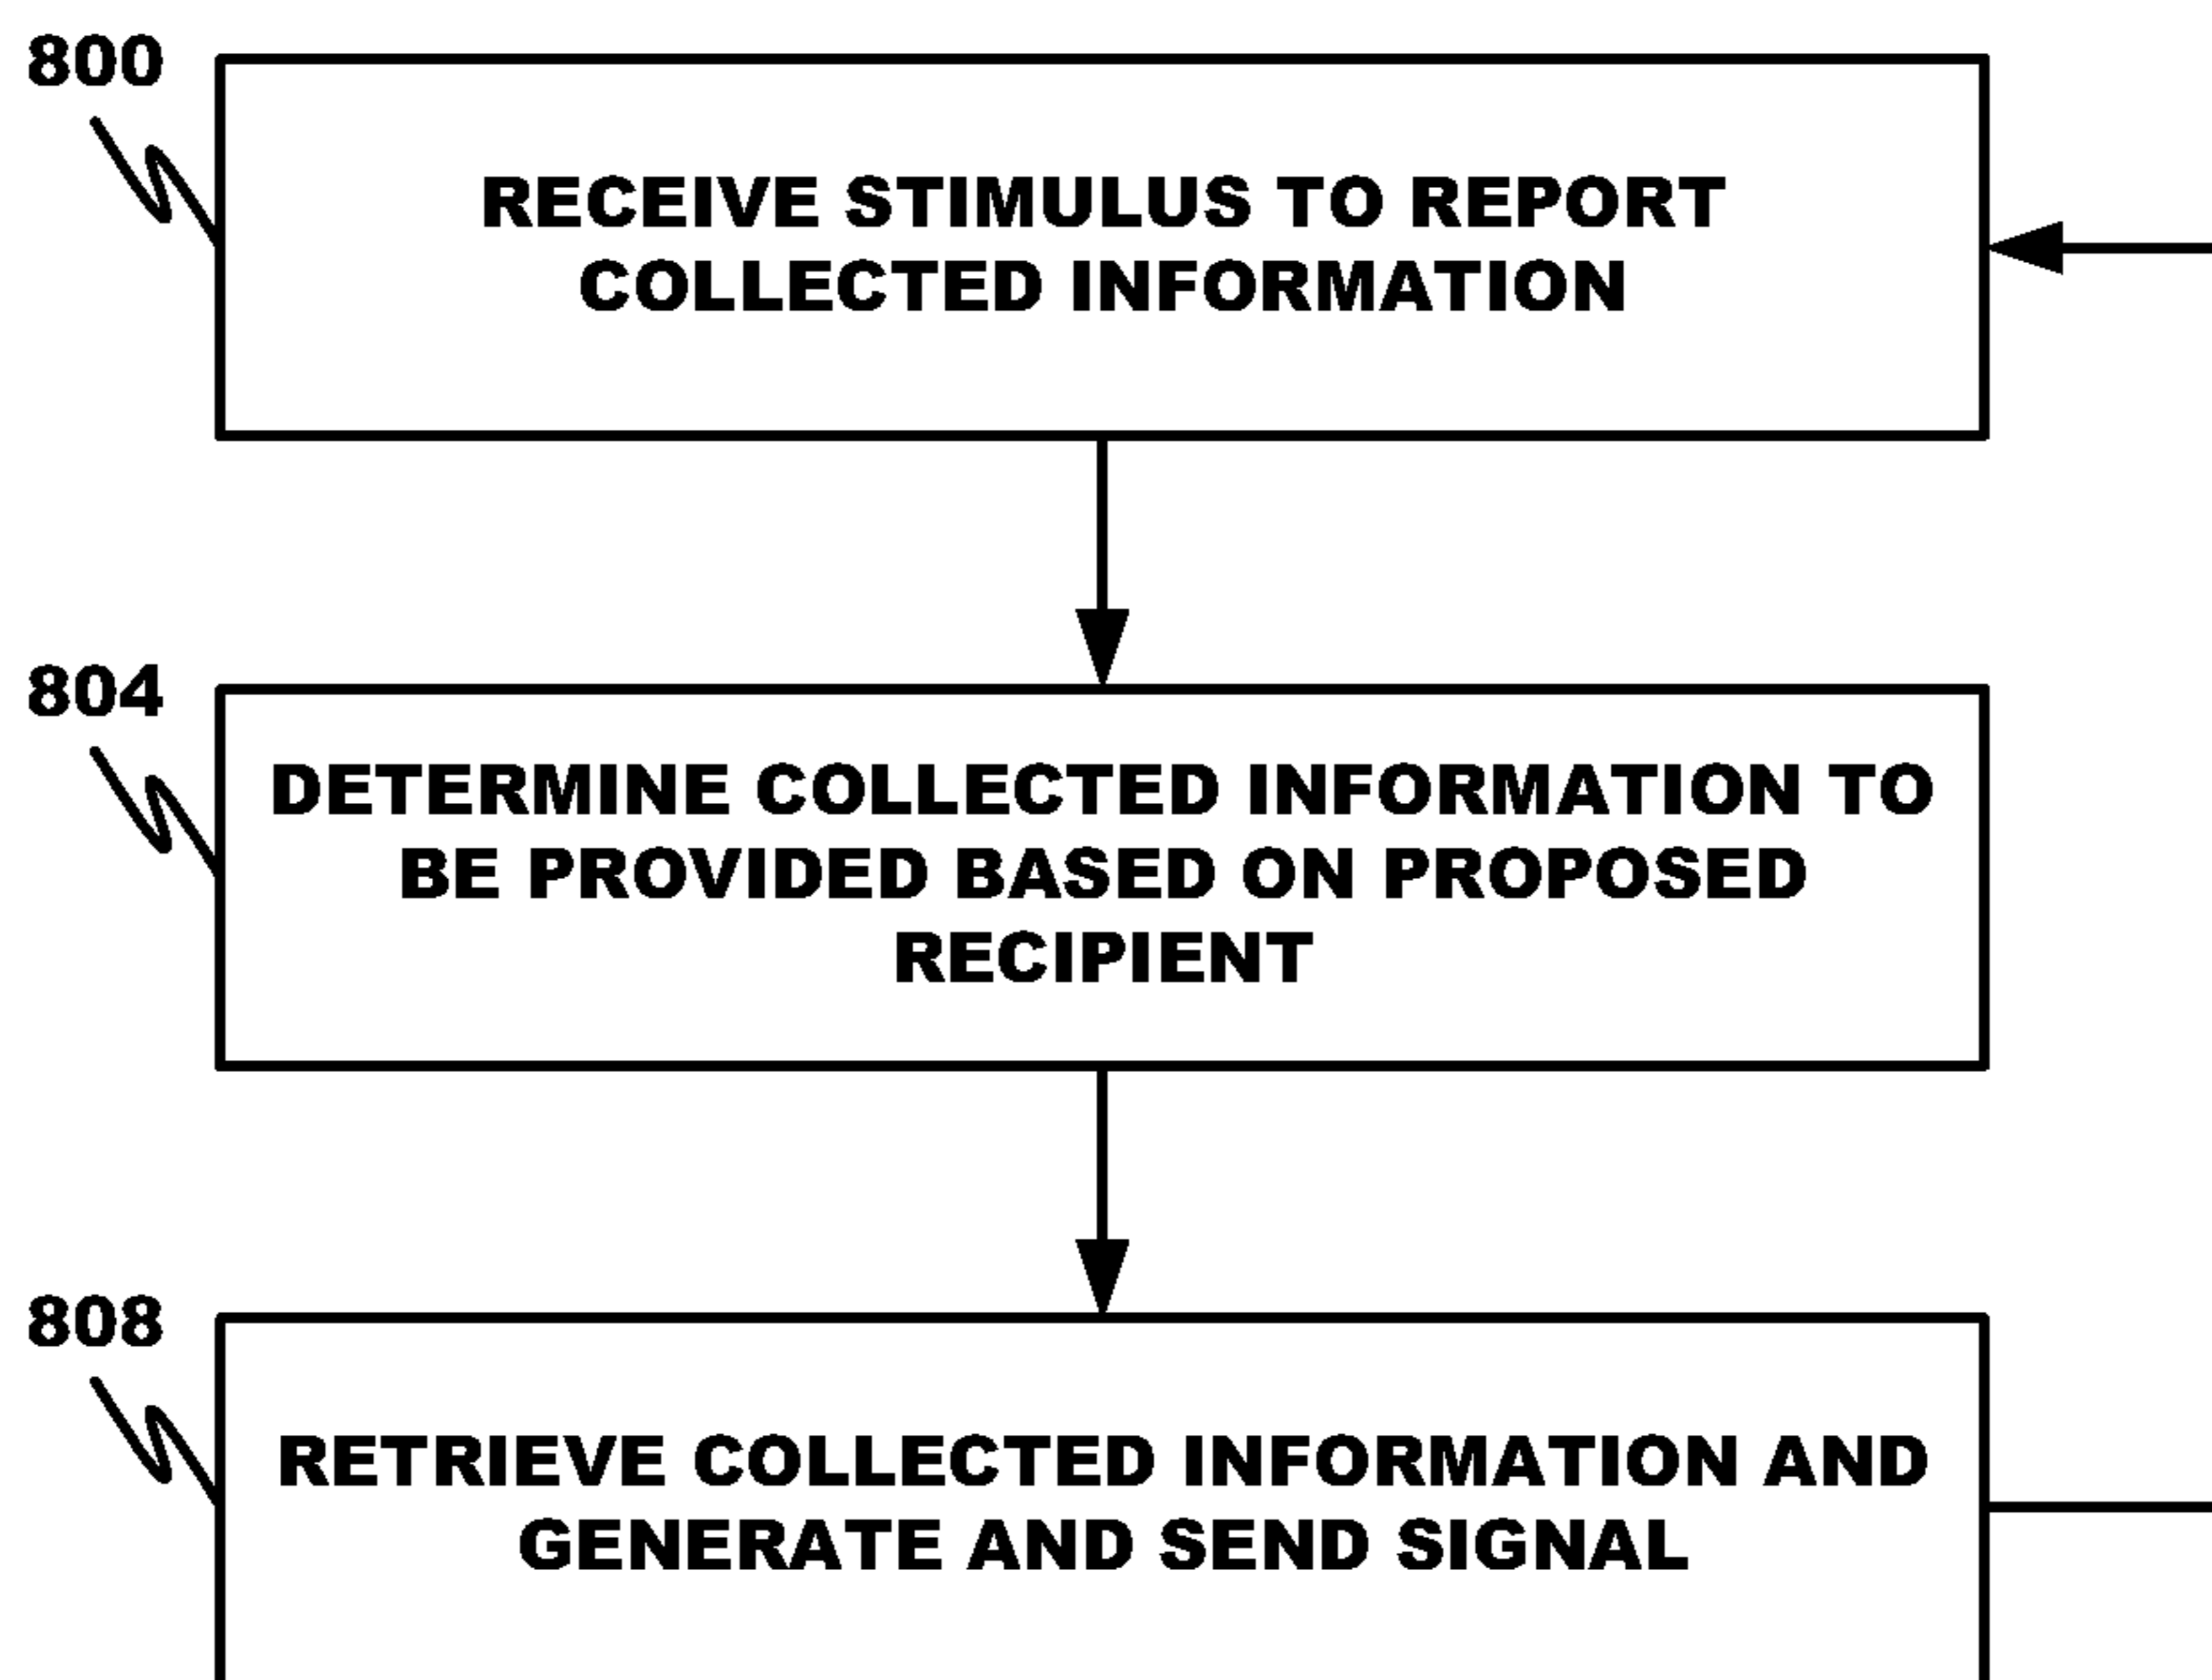 800
RECEIVE STIMULUS TO REPORT
COLLECTED INFORMATION
804
DETERMINE COLLECTED INFORMATION TO
BE PROVIDED BASED ON PROPOSED
RECIPIENT
808
RETRIEVE COLLECTED INFORMATION AND
GENERATE AND SEND SIGNAL